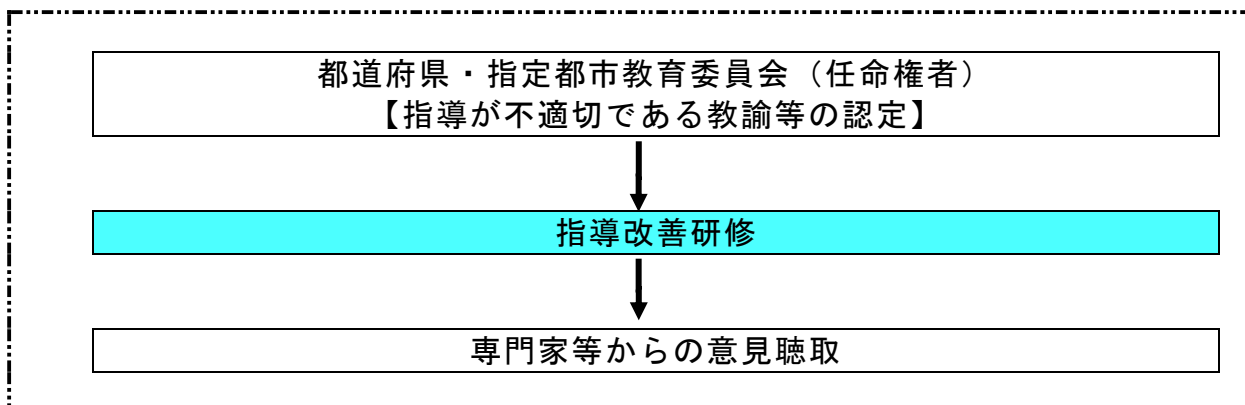 都道府県・指定都市教育委員会（任命権者）
【指導が不適切である教諭等の認定】
指導改善研修
専門家等からの意見聴取